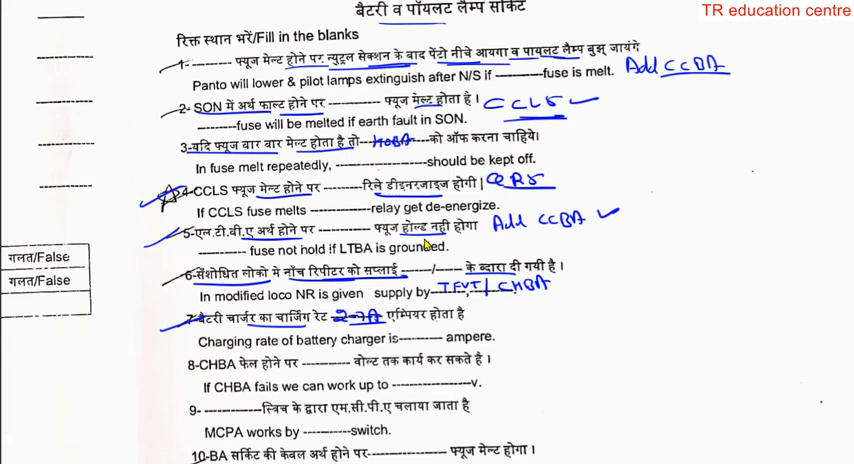 बैटरी व पॉयलट लैम्प सर्किट
TR education centre
रिक्त स्थान भरें/Fill in the blanks
1- ---------- फ्यूज मेल्ट होने पर न्युट्रल सेक्शन के बाद पेंटो नीचे आयगा व पायलट लैम्प बुझ जायंगे
Panto will lower & pilot lamps extinguish after N/S if ----------fuse is melt. Add CCBA
2- SON में अर्थ फाल्ट होने पर ----------- फ्यूज मेल्ट होता है। CCLS
--------fuse will be melted if earth fault in SON.
3-यदि फ्यूज वार वार मेल्ट होता है तो -HOBA-को ऑफ करना चाहिये।
In fuse melt repeatedly, -------------------should be kept off.
4-CCLS फ्यूज मेल्ट होने पर --------रिले डीइनरजाइज होगी|
If CCLS fuse melts ------------relay get de-energize.
5-एल.टी.बी.ए अर्थ होने पर ----------- फ्यूज होल्ड नही होगा Add CCBA
---------- fuse not hold if LTBA is grounded.
गलत/False
गलत/False
6-संशोधित लोको मे नॉच रिपीटर को सप्लाई ------/------ के ब्दारा दी गयी है।
In modified loco NR is given supply by------,------ / CHBA
7-बैटरी चार्जर का चार्जिंग रेट 2-7A एम्पियर होता है
Charging rate of battery charger is---------- ampere.
8-CHBA फेल होने पर ----------- वोल्ट तक कार्य कर सकते है।
If CHBA fails we can work up to ------------------v.
9- ------------स्विच के द्वारा एम.सी.पी.ए चलाया जाता है
MCPA works by -----------switch.
10-BA सर्किट की केवल अर्थ होने पर------------------ फ्यूज मेल्ट होगा।